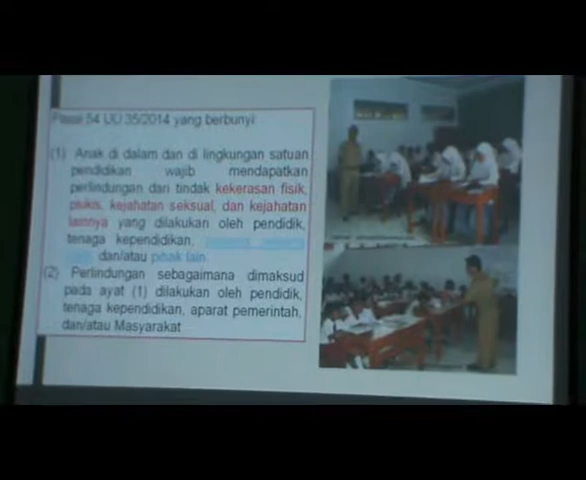 Pasal 54 UU 35/2014 yang berbunyi:
(1) Anak di dalam dan di lingkungan satuan
pendidikan wajib mendapatkan
perlindungan dari tindak kekerasan fisik,
psikis, kejahatan seksual, dan kejahatan
lainnya yang dilakukan oleh pendidik,
tenaga kependidikan,
dan/atau pihak lain.
(2) Perlindungan sebagaimana dimaksud
pada ayat (1) dilakukan oleh pendidik,
tenaga kependidikan, aparat pemerintah,
dan/atau Masyarakat